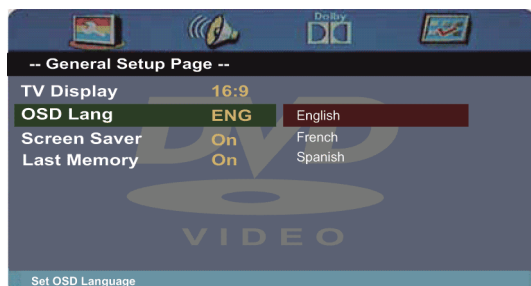 Dolby
-- General Setup Page --
TV Display 16:9
OSD Lang ENG English
Screen Saver On French
Last Memory On Spanish
DVD
VIDEO
Set OSD Language